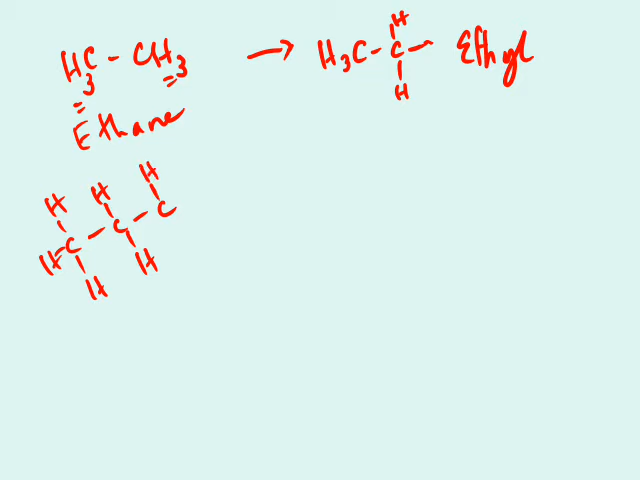 H3C - CH3 → H3C - C - Ethyl
H
H
Ethane
H H H
H C - C - C
H H